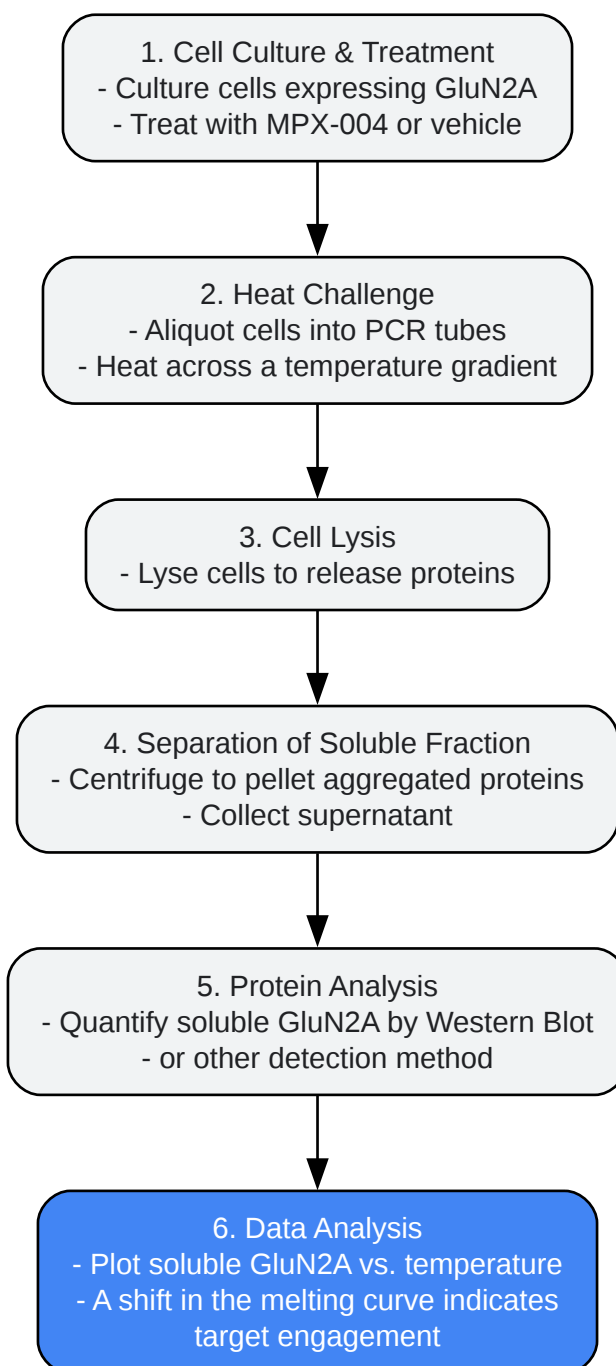 1. Cell Culture & Treatment
- Culture cells expressing GluN2A
- Treat with MPX-004 or vehicle
2. Heat Challenge
- Aliquot cells into PCR tubes
- Heat across a temperature gradient
3. Cell Lysis
- Lyse cells to release proteins
4. Separation of Soluble Fraction
- Centrifuge to pellet aggregated proteins
- Collect supernatant
5. Protein Analysis
- Quantify soluble GluN2A by Western Blot
- or other detection method
6. Data Analysis
- Plot soluble GluN2A vs. temperature
- A shift in the melting curve indicates
target engagement